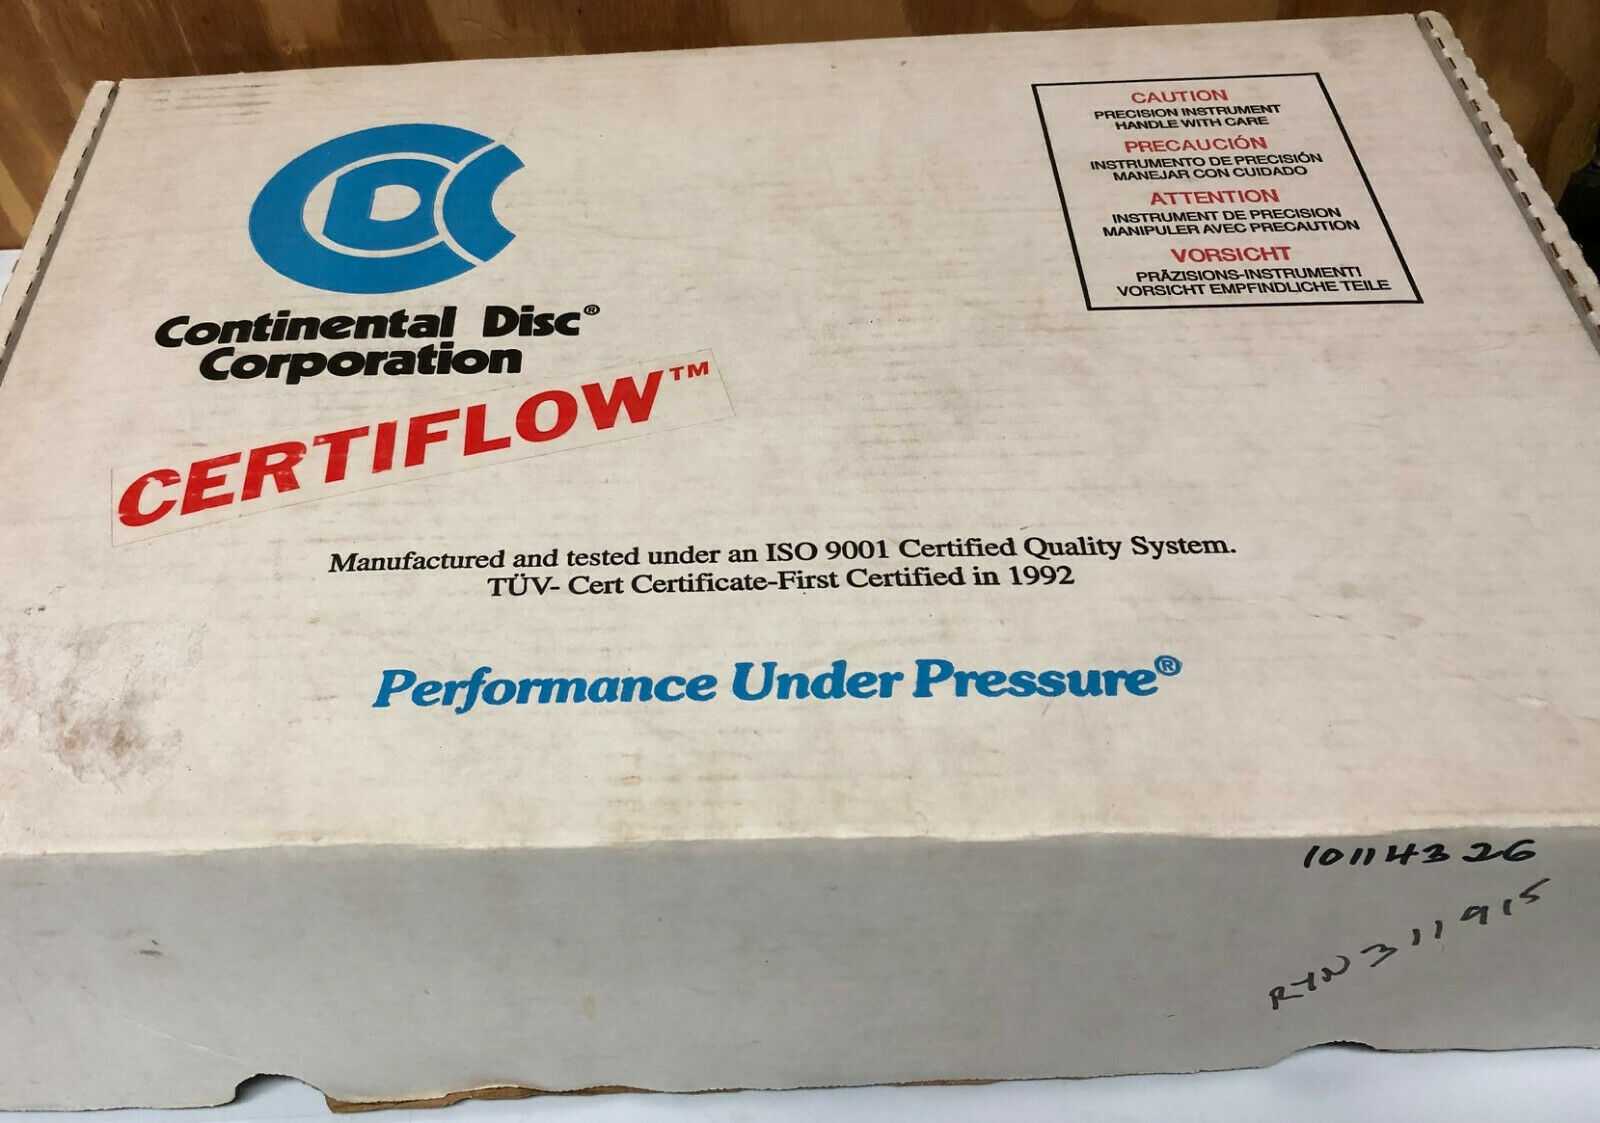 CDC
Continental Disc®
Corporation
CERTIFLOW™
CAUTION
PRECISION INSTRUMENT
HANDLE WITH CARE
PRECAUCIÓN
INSTRUMENTO DE PRECISIÓN
MANEJAR CON CUIDADO
ATTENTION
INSTRUMENT DE PRECISION
MANIPULER AVEC PRECAUTION
VORSICHT
PRÄZISIONS-INSTRUMENT!
VORSICHT EMPFINDLICHE TEILE
Manufactured and tested under an ISO 9001 Certified Quality System.
TÜV- Cert Certificate-First Certified in 1992
Performance Under Pressure®
10114326
RTN311915